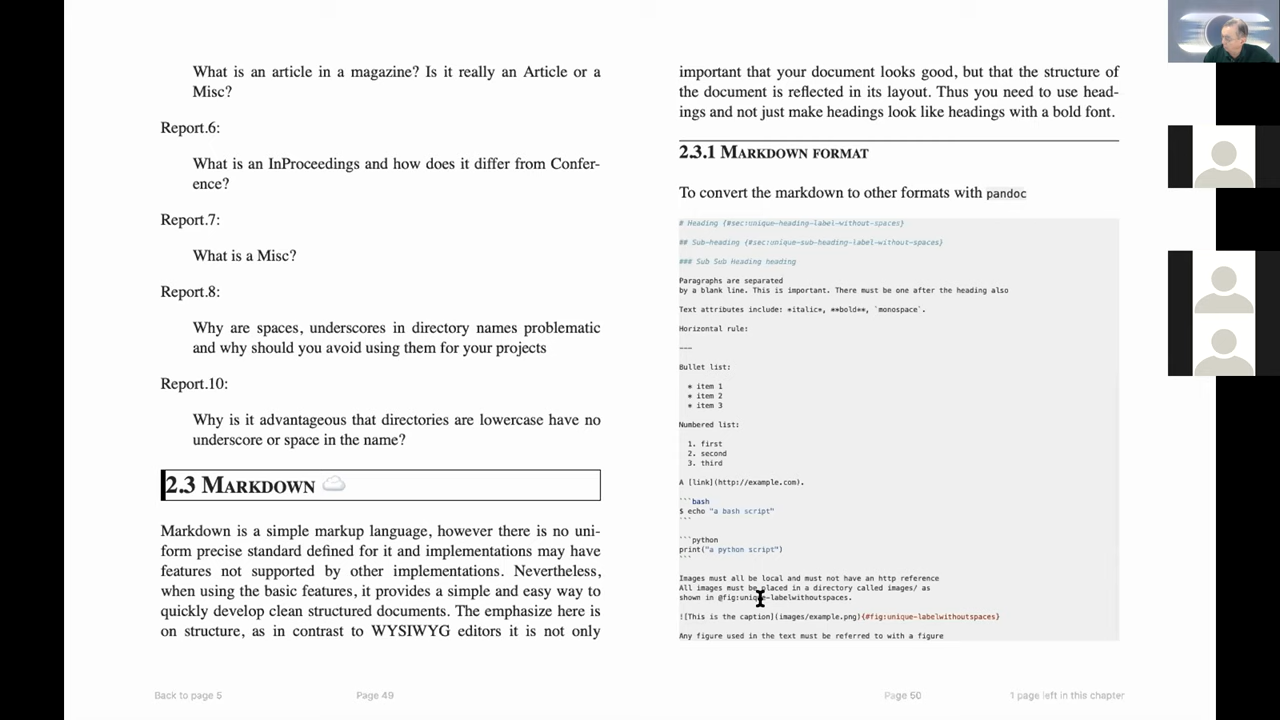 What is an article in a magazine? Is it really an Article or a
Misc?
Report.6:
What is an InProceedings and how does it differ from Confer-
ence?
Report.7:
What is a Misc?
Report.8:
Why are spaces, underscores in directory names problematic
and why should you avoid using them for your projects
Report.10:
Why is it advantageous that directories are lowercase have no
underscore or space in the name?
2.3 MARKDOWN
Markdown is a simple markup language, however there is no uni-
form precise standard defined for it and implementations may have
features not supported by other implementations. Nevertheless,
when using the basic features, it provides a simple and easy way to
quickly develop clean structured documents. The emphasize here is
on structure, as in contrast to WYSIWYG editors it is not only
Back to page 5
Page 49
important that your document looks good, but that the structure of
the document is reflected in its layout. Thus you need to use head-
ings and not just make headings look like headings with a bold font.
2.3.1 MARKDOWN FORMAT
To convert the markdown to other formats with pandoc
# Heading {#sec:unique-heading-label-without-spaces}
## Sub-heading {#sec:unique-sub-heading-label-without-spaces}
### Sub Sub Heading heading
Paragraphs are separated
by a blank line. This is important. There must be one after the heading also
Text attributes include: *italic*, **bold**, `monospace`.
Horizontal rule:
---
Bullet list:
* item 1
* item 2
* item 3
Numbered list:
1. first
2. second
3. third
A [link](http://example.com).
```bash
$ echo "a bash script"
```
```python
print("a python script")
```
Images must all be local and must not have an http reference
All images must be placed in a directory called images/ as
shown in @fig:unique-labelwithoutspaces.
![This is the caption](images/example.png){#fig:unique-labelwithoutspaces}
Any figure used in the text must be referred to with a figure
Page 50
1 page left in this chapter